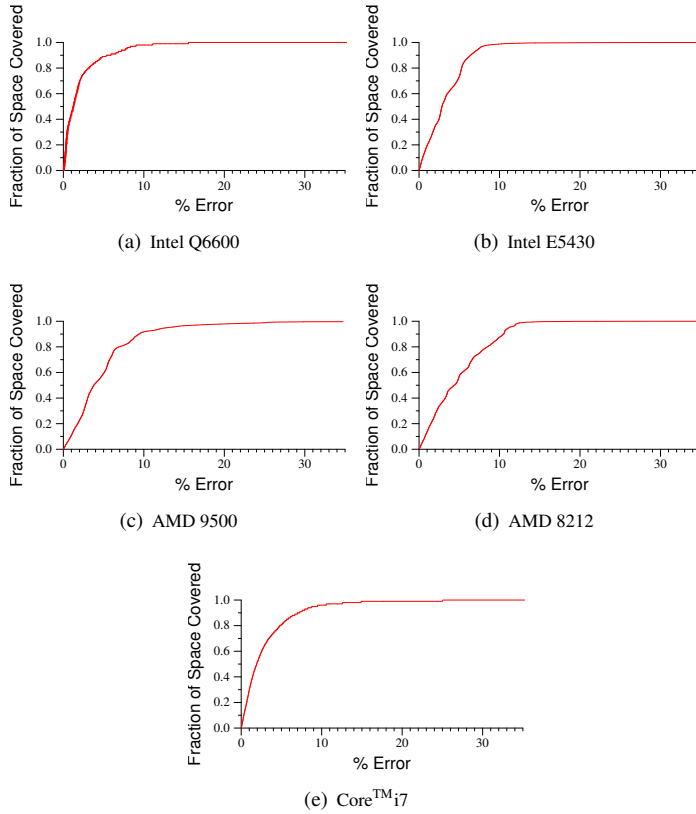 Fraction of Space Covered
1.0
0.8
0.6
0.4
0.2
0.0
0 10 20 30
% Error
(a) Intel Q6600
Fraction of Space Covered
1.0
0.8
0.6
0.4
0.2
0.0
0 10 20 30
% Error
(b) Intel E5430
Fraction of Space Covered
1.0
0.8
0.6
0.4
0.2
0.0
0 10 20 30
% Error
(c) AMD 9500
Fraction of Space Covered
1.0
0.8
0.6
0.4
0.2
0.0
0 10 20 30
% Error
(d) AMD 8212
Fraction of Space Covered
1.0
0.8
0.6
0.4
0.2
0.0
0 10 20 30
% Error
(e) Core™i7